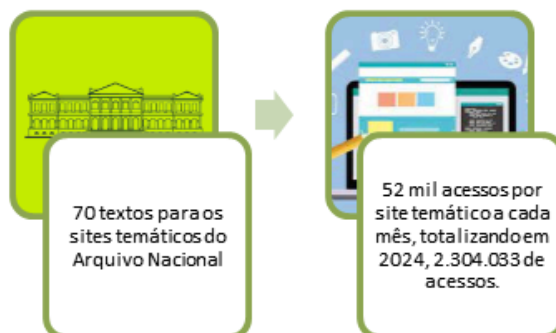 70 textos para os
sites temáticos do
Arquivo Nacional
52 mil acessos por
site temático a cada
mês, totalizando em
2024, 2.304.033 de
acessos.